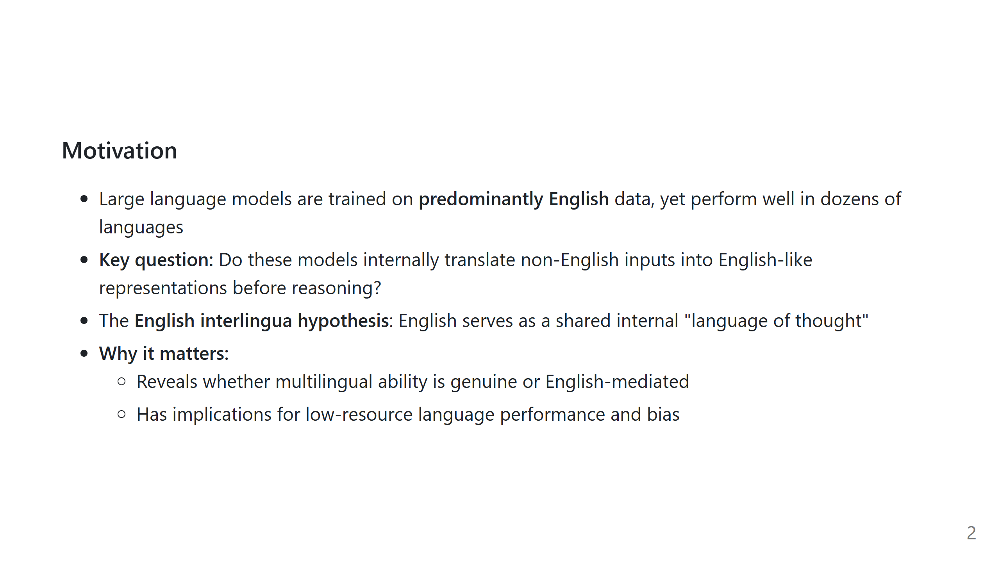 Motivation
• Large language models are trained on predominantly English data, yet perform well in dozens of
languages
• Key question: Do these models internally translate non-English inputs into English-like
representations before reasoning?
• The English interlingua hypothesis: English serves as a shared internal "language of thought"
• Why it matters:
○ Reveals whether multilingual ability is genuine or English-mediated
○ Has implications for low-resource language performance and bias
2